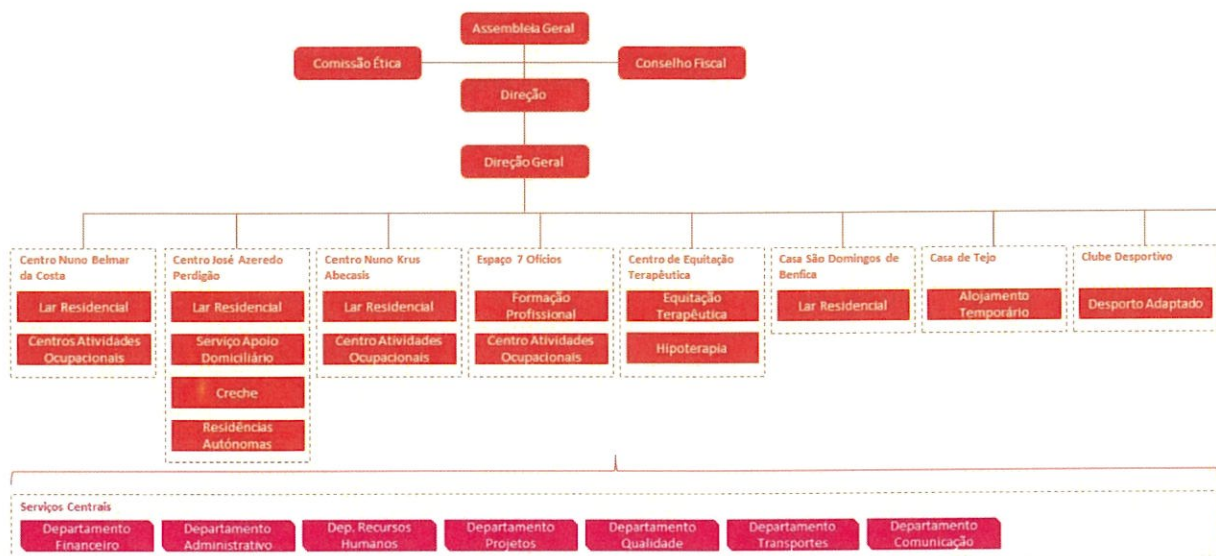 Assembleia Geral
Comissão Ética
Conselho Fiscal
Direção
Direção Geral
Centro Nuno Belmar
da Costa
Lar Residencial
Centros Atividades
Ocupacionais
Centro José Azeredo
Perdigão
Lar Residencial
Serviço Apoio
Domiciliário
Creche
Residências
Autónomas
Centro Nuno Krus
Abecasis
Lar Residencial
Centro Atividades
Ocupacionais
Espaço 7 Ofícios
Formação
Profissional
Centro Atividades
Ocupacionais
Centro de Equitação
Terapêutica
Equitação
Terapêutica
Hipoterapia
Casa São Domingos de
Benfica
Lar Residencial
Casa de Tejo
Alojamento
Temporário
Clube Desportivo
Desporto Adaptado
Serviços Centrais
Departamento
Financeiro
Departamento
Administrativo
Dep. Recursos
Humanos
Departamento
Projetos
Departamento
Qualidade
Departamento
Transportes
Departamento
Comunicação